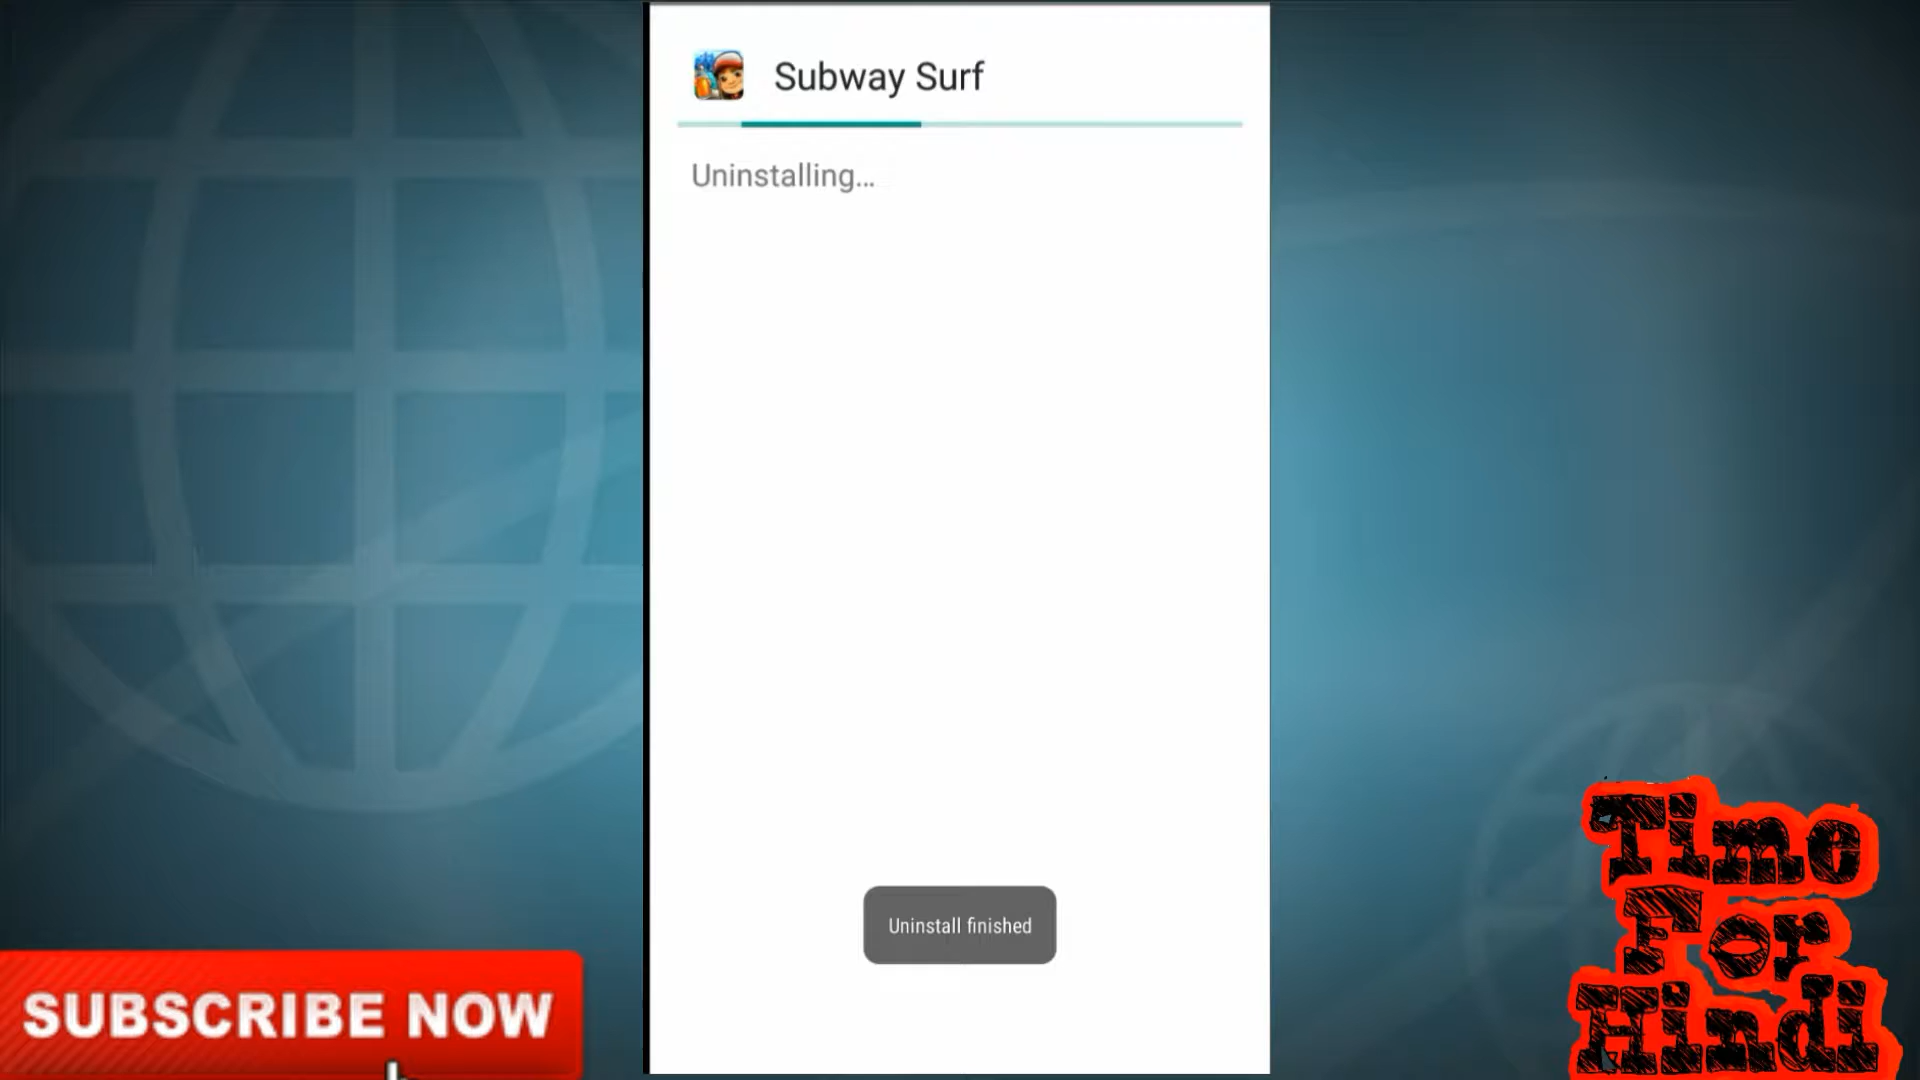 Subway Surf
Uninstalling...
Uninstall finished
SUBSCRIBE NOW
Time
For
Hindi